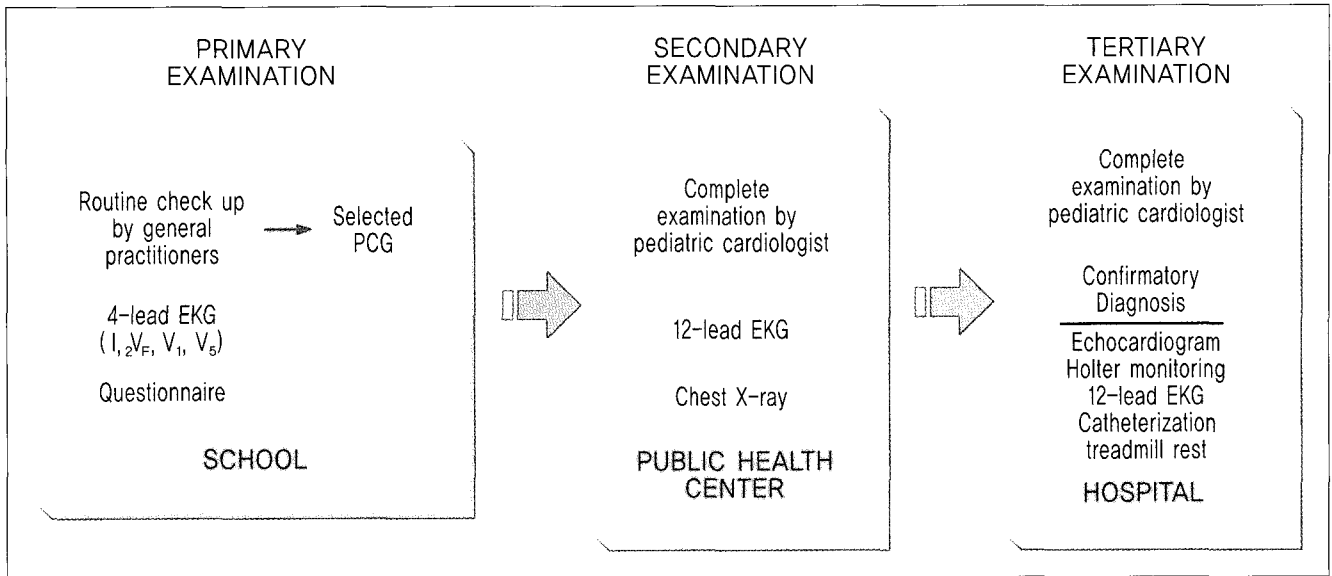 PRIMARY
EXAMINATION
Routine check up
by general
practitioners
Selected
PCG
4-lead EKG
(I,₂V_F, V₁, V₅)
Questionnaire
SCHOOL
SECONDARY
EXAMINATION
Complete
examination by
pediatric cardiologist
12-lead EKG
Chest X-ray
PUBLIC HEALTH
CENTER
TERTIARY
EXAMINATION
Complete
examination by
pediatric cardiologist
Confirmatory
Diagnosis
Echocardiogram
Holter monitoring
12-lead EKG
Catheterization
treadmill rest
HOSPITAL